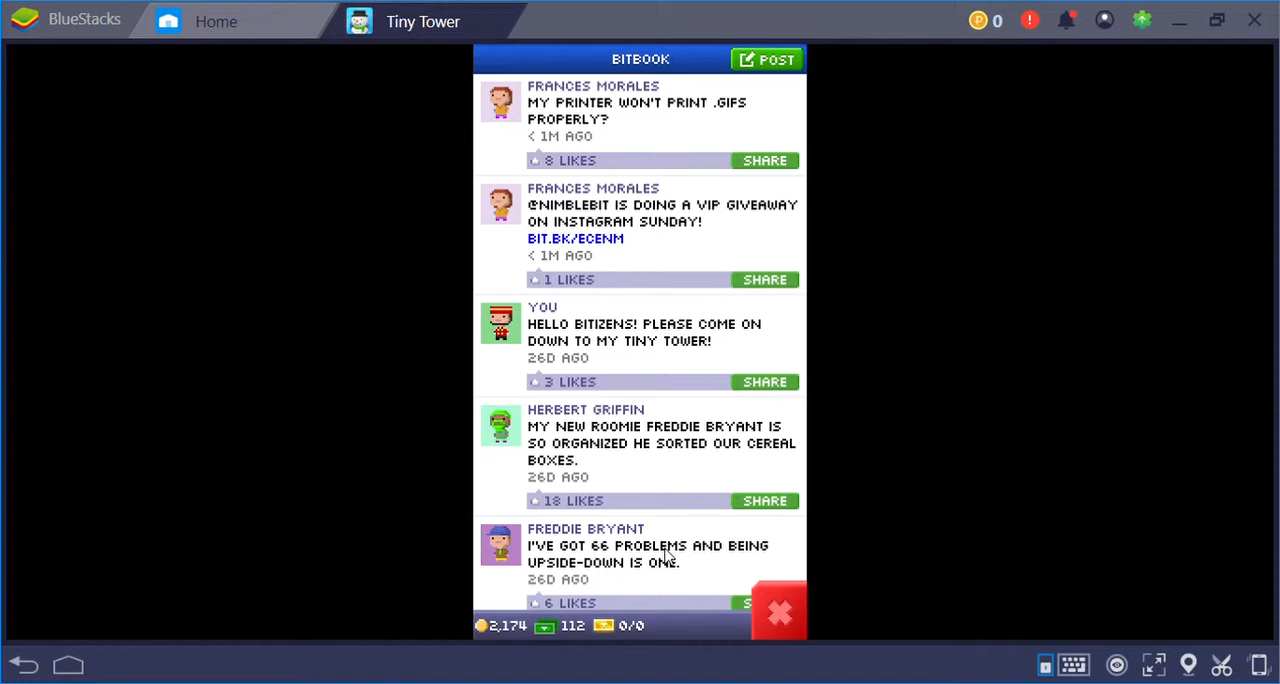 BlueStacks
Home
Tiny Tower
0
BITBOOK
POST
FRANCES MORALES
MY PRINTER WON'T PRINT .GIFS
PROPERLY?
< 1M AGO
8 LIKES
SHARE
FRANCES MORALES
@NIMBLEBIT IS DOING A VIP GIVEAWAY
ON INSTAGRAM SUNDAY!
BIT.BK/ECENM
< 1M AGO
1 LIKES
SHARE
YOU
HELLO BITIZENS! PLEASE COME ON
DOWN TO MY TINY TOWER!
26D AGO
3 LIKES
SHARE
HERBERT GRIFFIN
MY NEW ROOMIE FREDDIE BRYANT IS
SO ORGANIZED HE SORTED OUR CEREAL
BOXES.
26D AGO
18 LIKES
SHARE
FREDDIE BRYANT
I'VE GOT 66 PROBLEMS AND BEING
UPSIDE-DOWN IS ONE.
26D AGO
6 LIKES
S
2,174 112 0/0